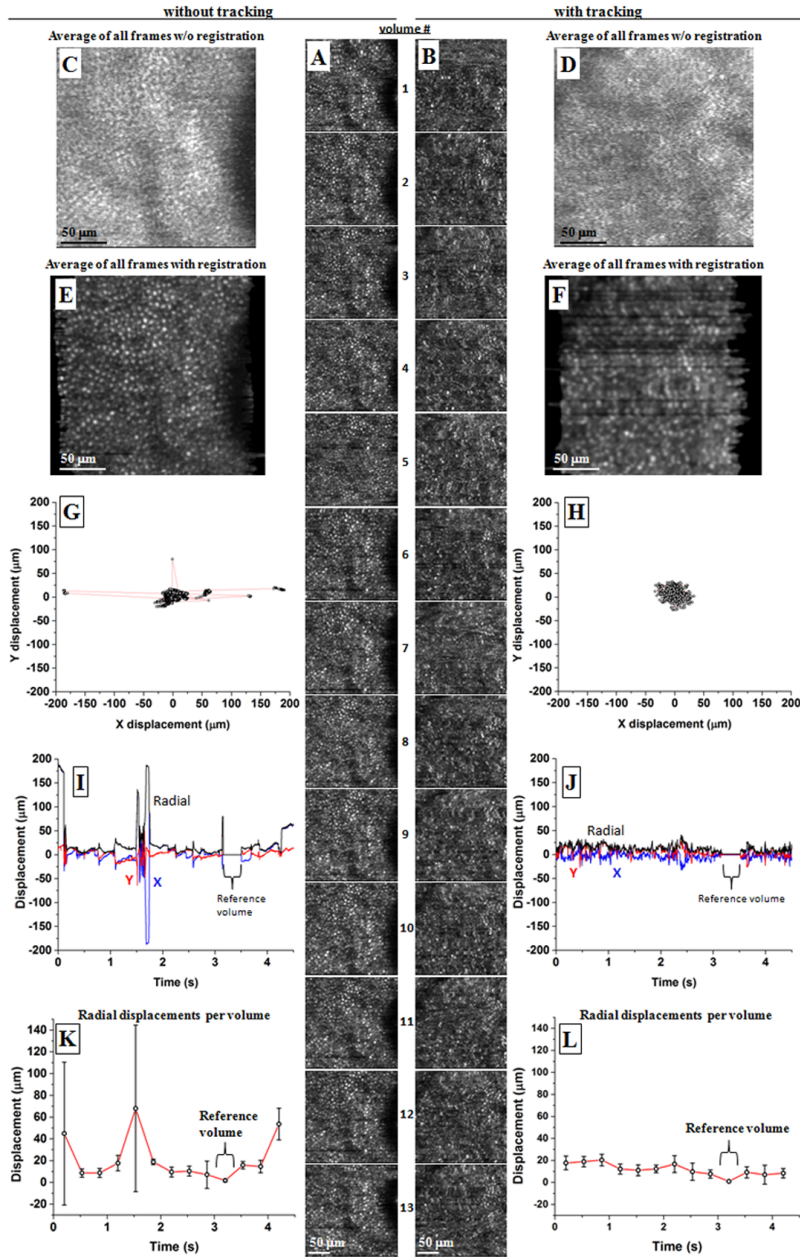 without tracking
with tracking
volume #
Average of all frames w/o registration
C
50 μm
Average of all frames with registration
E
50 μm
A
B
1
2
3
4
5
6
7
8
9
10
11
12
13
50 μm
50 μm
Average of all frames w/o registration
D
50 μm
Average of all frames with registration
F
50 μm
G
Y displacement (μm)
200
150
100
50
0
-50
-100
-150
-200
-200 -150 -100 -50 0 50 100 150 200
X displacement (μm)
H
Y displacement (μm)
200
150
100
50
0
-50
-100
-150
-200
-200 -150 -100 -50 0 50 100 150 200
X displacement (μm)
I
Displacement (μm)
200
150
100
50
0
-50
-100
-150
-200
Radial
Y
X
Reference
volume
0 1 2 3 4
Time (s)
J
Displacement (μm)
200
150
100
50
0
-50
-100
-150
-200
Radial
Y
X
Reference volume
0 1 2 3 4
Time (s)
Radial displacements per volume
K
Displacement (μm)
140
120
100
80
60
40
20
0
-20
Reference
volume
0 1 2 3 4
Time (s)
Radial displacements per volume
L
Displacement (μm)
140
120
100
80
60
40
20
0
-20
Reference volume
0 1 2 3 4
Time (s)